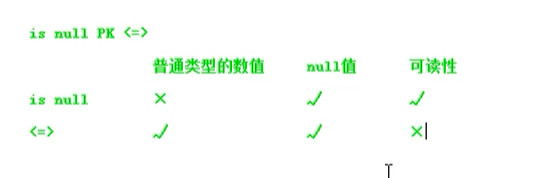 is null PK <=>
普通类型的数值 null值 可读性
is null × √ √
<=> √ √ ×